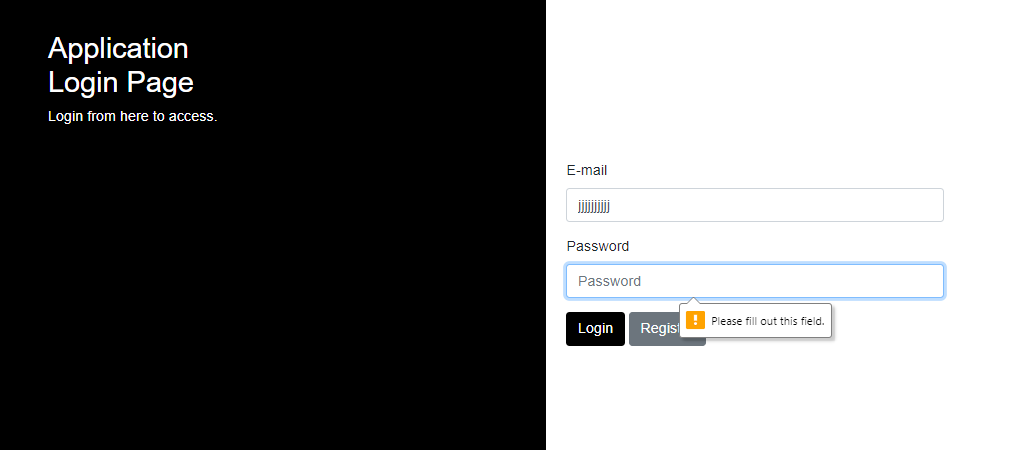 Application
Login Page
Login from here to access.
E-mail
jjjjjjjjjj
Password
Password
Login
Please fill out this field.